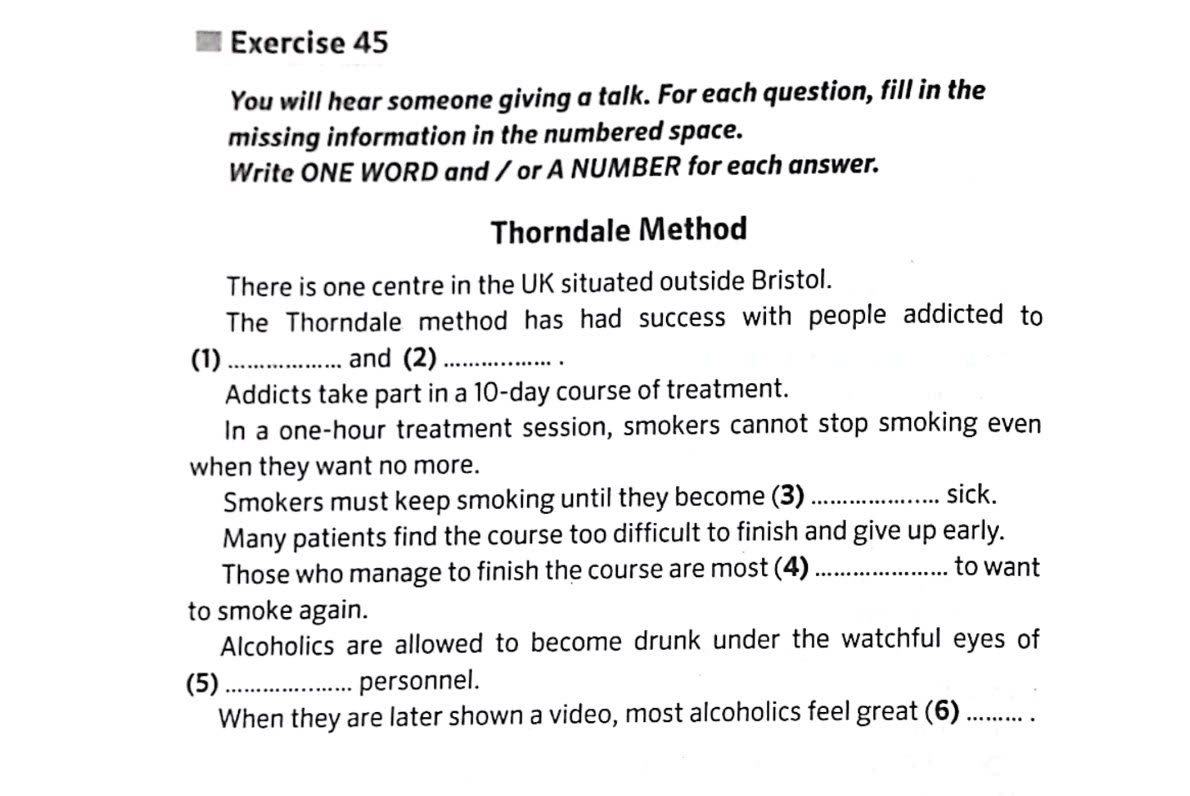 Exercise 45
You will hear someone giving a talk. For each question, fill in the
missing information in the numbered space.
Write ONE WORD and / or A NUMBER for each answer.
Thorndale Method
There is one centre in the UK situated outside Bristol.
The Thorndale method has had success with people addicted to
(1) ................... and (2) .................. .
Addicts take part in a 10-day course of treatment.
In a one-hour treatment session, smokers cannot stop smoking even
when they want no more.
Smokers must keep smoking until they become (3) ..................... sick.
Many patients find the course too difficult to finish and give up early.
Those who manage to finish the course are most (4) ..................... to want
to smoke again.
Alcoholics are allowed to become drunk under the watchful eyes of
(5) ..................... personnel.
When they are later shown a video, most alcoholics feel great (6) ......... .